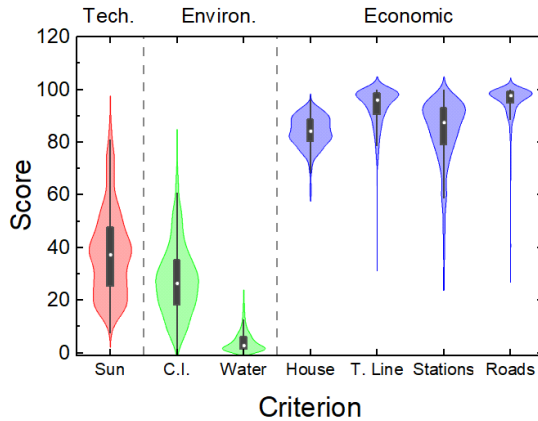 Tech. Environ. Economic
120
100
80
60
40
20
0
Score
Sun C.I. Water House T. Line Stations Roads
Criterion